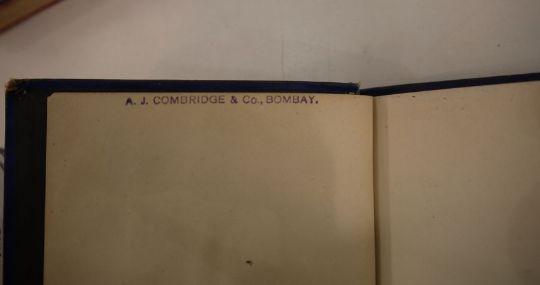 A. J. COMBRIDGE & Co., BOMBAY.